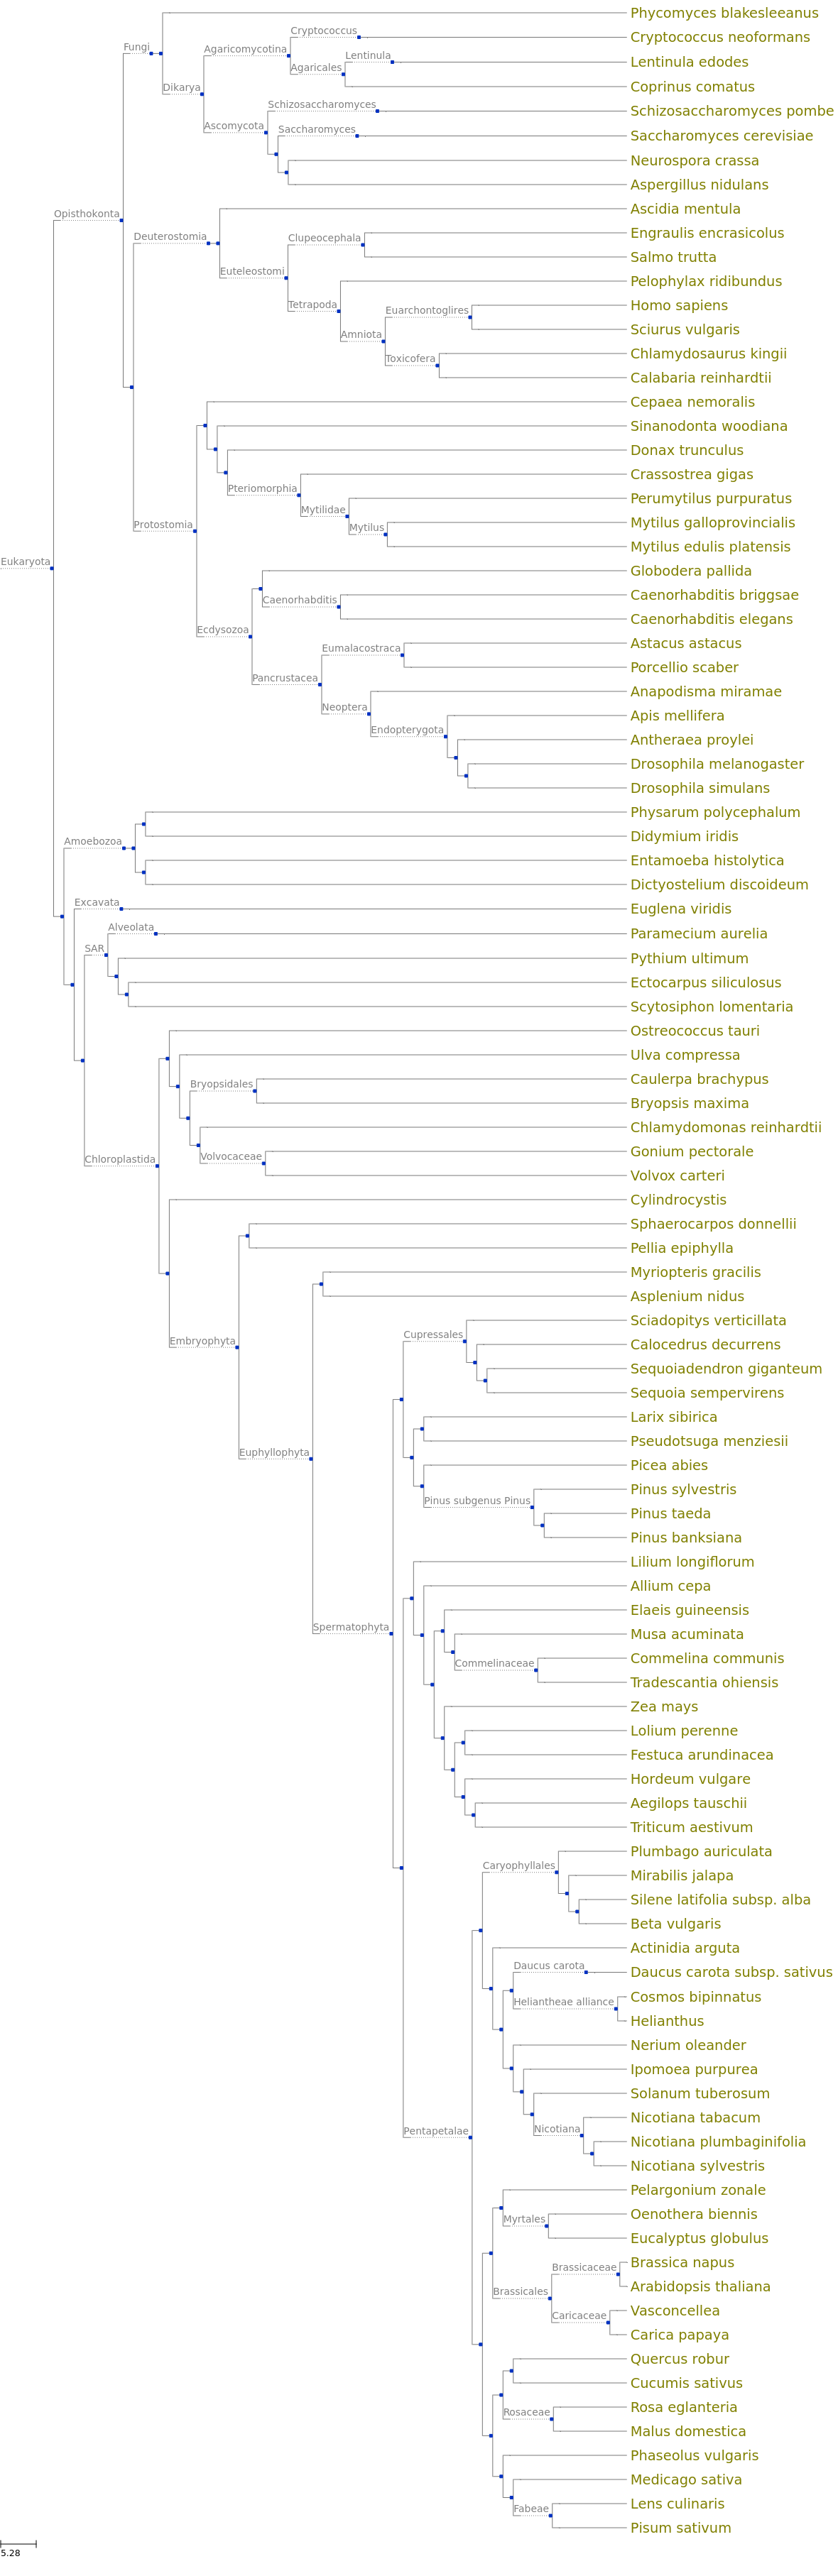 Phycomyces blakesleeanus
Cryptococcus
Fungi
Cryptococcus neoformans
Agaricomycotina
Lentinula
Lentinula edodes
Agaricales
Dikarya
Coprinus comatus
Schizosaccharomyces
Schizosaccharomyces pombe
Ascomycota
Saccharomyces
Saccharomyces cerevisiae
Neurospora crassa
Aspergillus nidulans
Opisthokonta
Ascidia mentula
Deuterostomia
Clupeocephala
Engraulis encrasicolus
Salmo trutta
Euteleostomi
Pelophylax ridibundus
Tetrapoda
Euarchontoglires
Homo sapiens
Sciurus vulgaris
Amniota
Toxicofera
Chlamydosaurus kingii
Calabaria reinhardtii
Cepaea nemoralis
Sinanodonta woodiana
Donax trunculus
Crassostrea gigas
Pteriomorphia
Perumytilus purpuratus
Mytilidae
Mytilus galloprovincialis
Protostomia
Mytilus
Mytilus edulis platensis
Eukaryota
Globodera pallida
Caenorhabditis
Caenorhabditis briggsae
Caenorhabditis elegans
Ecdysozoa
Astacus astacus
Eumalacostraca
Porcellio scaber
Pancrustacea
Anapodisma miramae
Neoptera
Apis mellifera
Endopterygota
Antheraea proylei
Drosophila melanogaster
Drosophila simulans
Physarum polycephalum
Amoebozoa
Didymium iridis
Entamoeba histolytica
Dictyostelium discoideum
Excavata
Euglena viridis
Alveolata
Paramecium aurelia
SAR
Pythium ultimum
Ectocarpus siliculosus
Scytosiphon lomentaria
Ostreococcus tauri
Ulva compressa
Bryopsidales
Caulerpa brachypus
Bryopsis maxima
Chlamydomonas reinhardtii
Chloroplastida
Volvocaceae
Gonium pectorale
Volvox carteri
Cylindrocystis
Sphaerocarpos donnellii
Pellia epiphylla
Myriopteris gracilis
Asplenium nidus
Embryophyta
Cupressales
Sciadopitys verticillata
Calocedrus decurrens
Sequoiadendron giganteum
Sequoia sempervirens
Larix sibirica
Pseudotsuga menziesii
Euphyllophyta
Picea abies
Pinus subgenus Pinus
Pinus sylvestris
Pinus taeda
Pinus banksiana
Lilium longiflorum
Allium cepa
Elaeis guineensis
Spermatophyta
Musa acuminata
Commelinaceae
Commelina communis
Tradescantia ohiensis
Zea mays
Lolium perenne
Festuca arundinacea
Hordeum vulgare
Aegilops tauschii
Triticum aestivum
Plumbago auriculata
Caryophyllales
Mirabilis jalapa
Silene latifolia subsp. alba
Beta vulgaris
Actinidia arguta
Daucus carota
Daucus carota subsp. sativus
Heliantheae alliance
Cosmos bipinnatus
Helianthus
Nerium oleander
Ipomoea purpurea
Solanum tuberosum
Pentapetalae
Nicotiana
Nicotiana tabacum
Nicotiana plumbaginifolia
Nicotiana sylvestris
Pelargonium zonale
Myrtales
Oenothera biennis
Eucalyptus globulus
Brassicaceae
Brassica napus
Arabidopsis thaliana
Brassicales
Caricaceae
Vasconcellea
Carica papaya
Quercus robur
Cucumis sativus
Rosaceae
Rosa eglanteria
Malus domestica
Phaseolus vulgaris
Medicago sativa
Fabeae
Lens culinaris
Pisum sativum
5.28